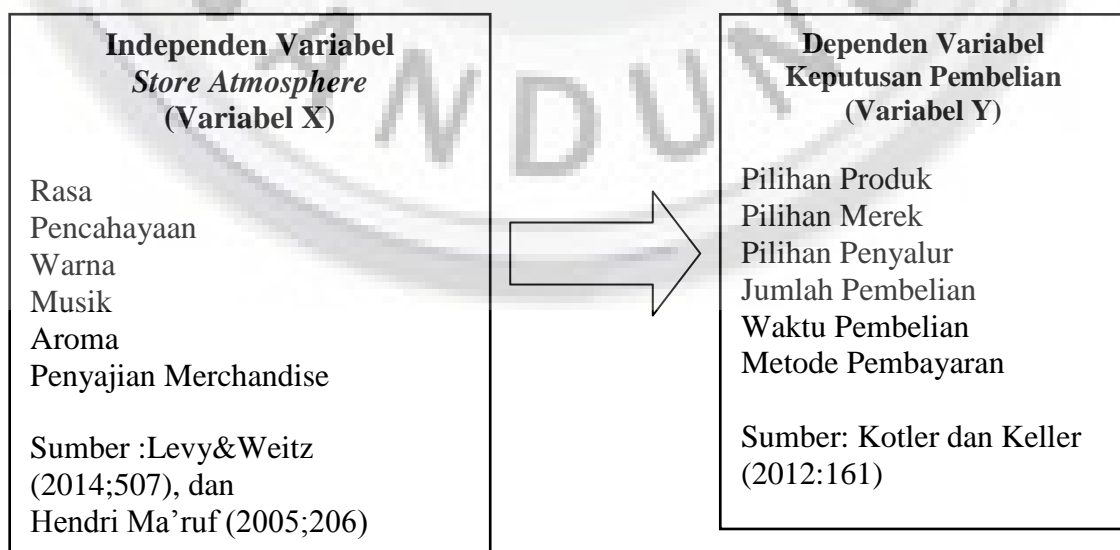 Independen Variabel
Store Atmosphere
(Variabel X)
Rasa
Pencahayaan
Warna
Musik
Aroma
Penyajian Merchandise
Sumber :Levy&Weitz
(2014;507), dan
Hendri Ma’ruf (2005;206)
Dependen Variabel
Keputusan Pembelian
(Variabel Y)
Pilihan Produk
Pilihan Merek
Pilihan Penyalur
Jumlah Pembelian
Waktu Pembelian
Metode Pembayaran
Sumber: Kotler dan Keller
(2012:161)